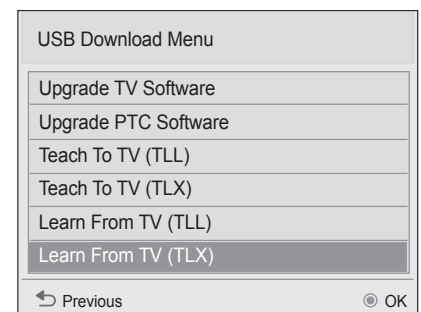 USB Download Menu
Upgrade TV Software
Upgrade PTC Software
Teach To TV (TLL)
Teach To TV (TLX)
Learn From TV (TLL)
Learn From TV (TLX)
Previous
OK